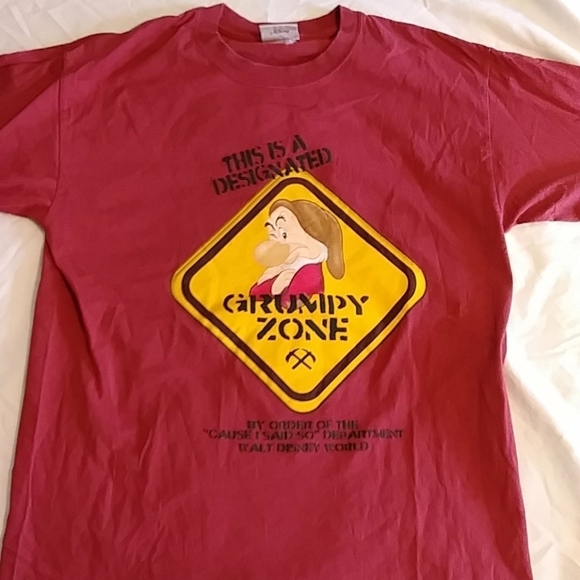 THIS IS A
DESIGNATED
GRUMPY
ZONE
BY ORDER OF THE
"CAUSE I SAID SO" DEPARTMENT
WALT DISNEY WORLD